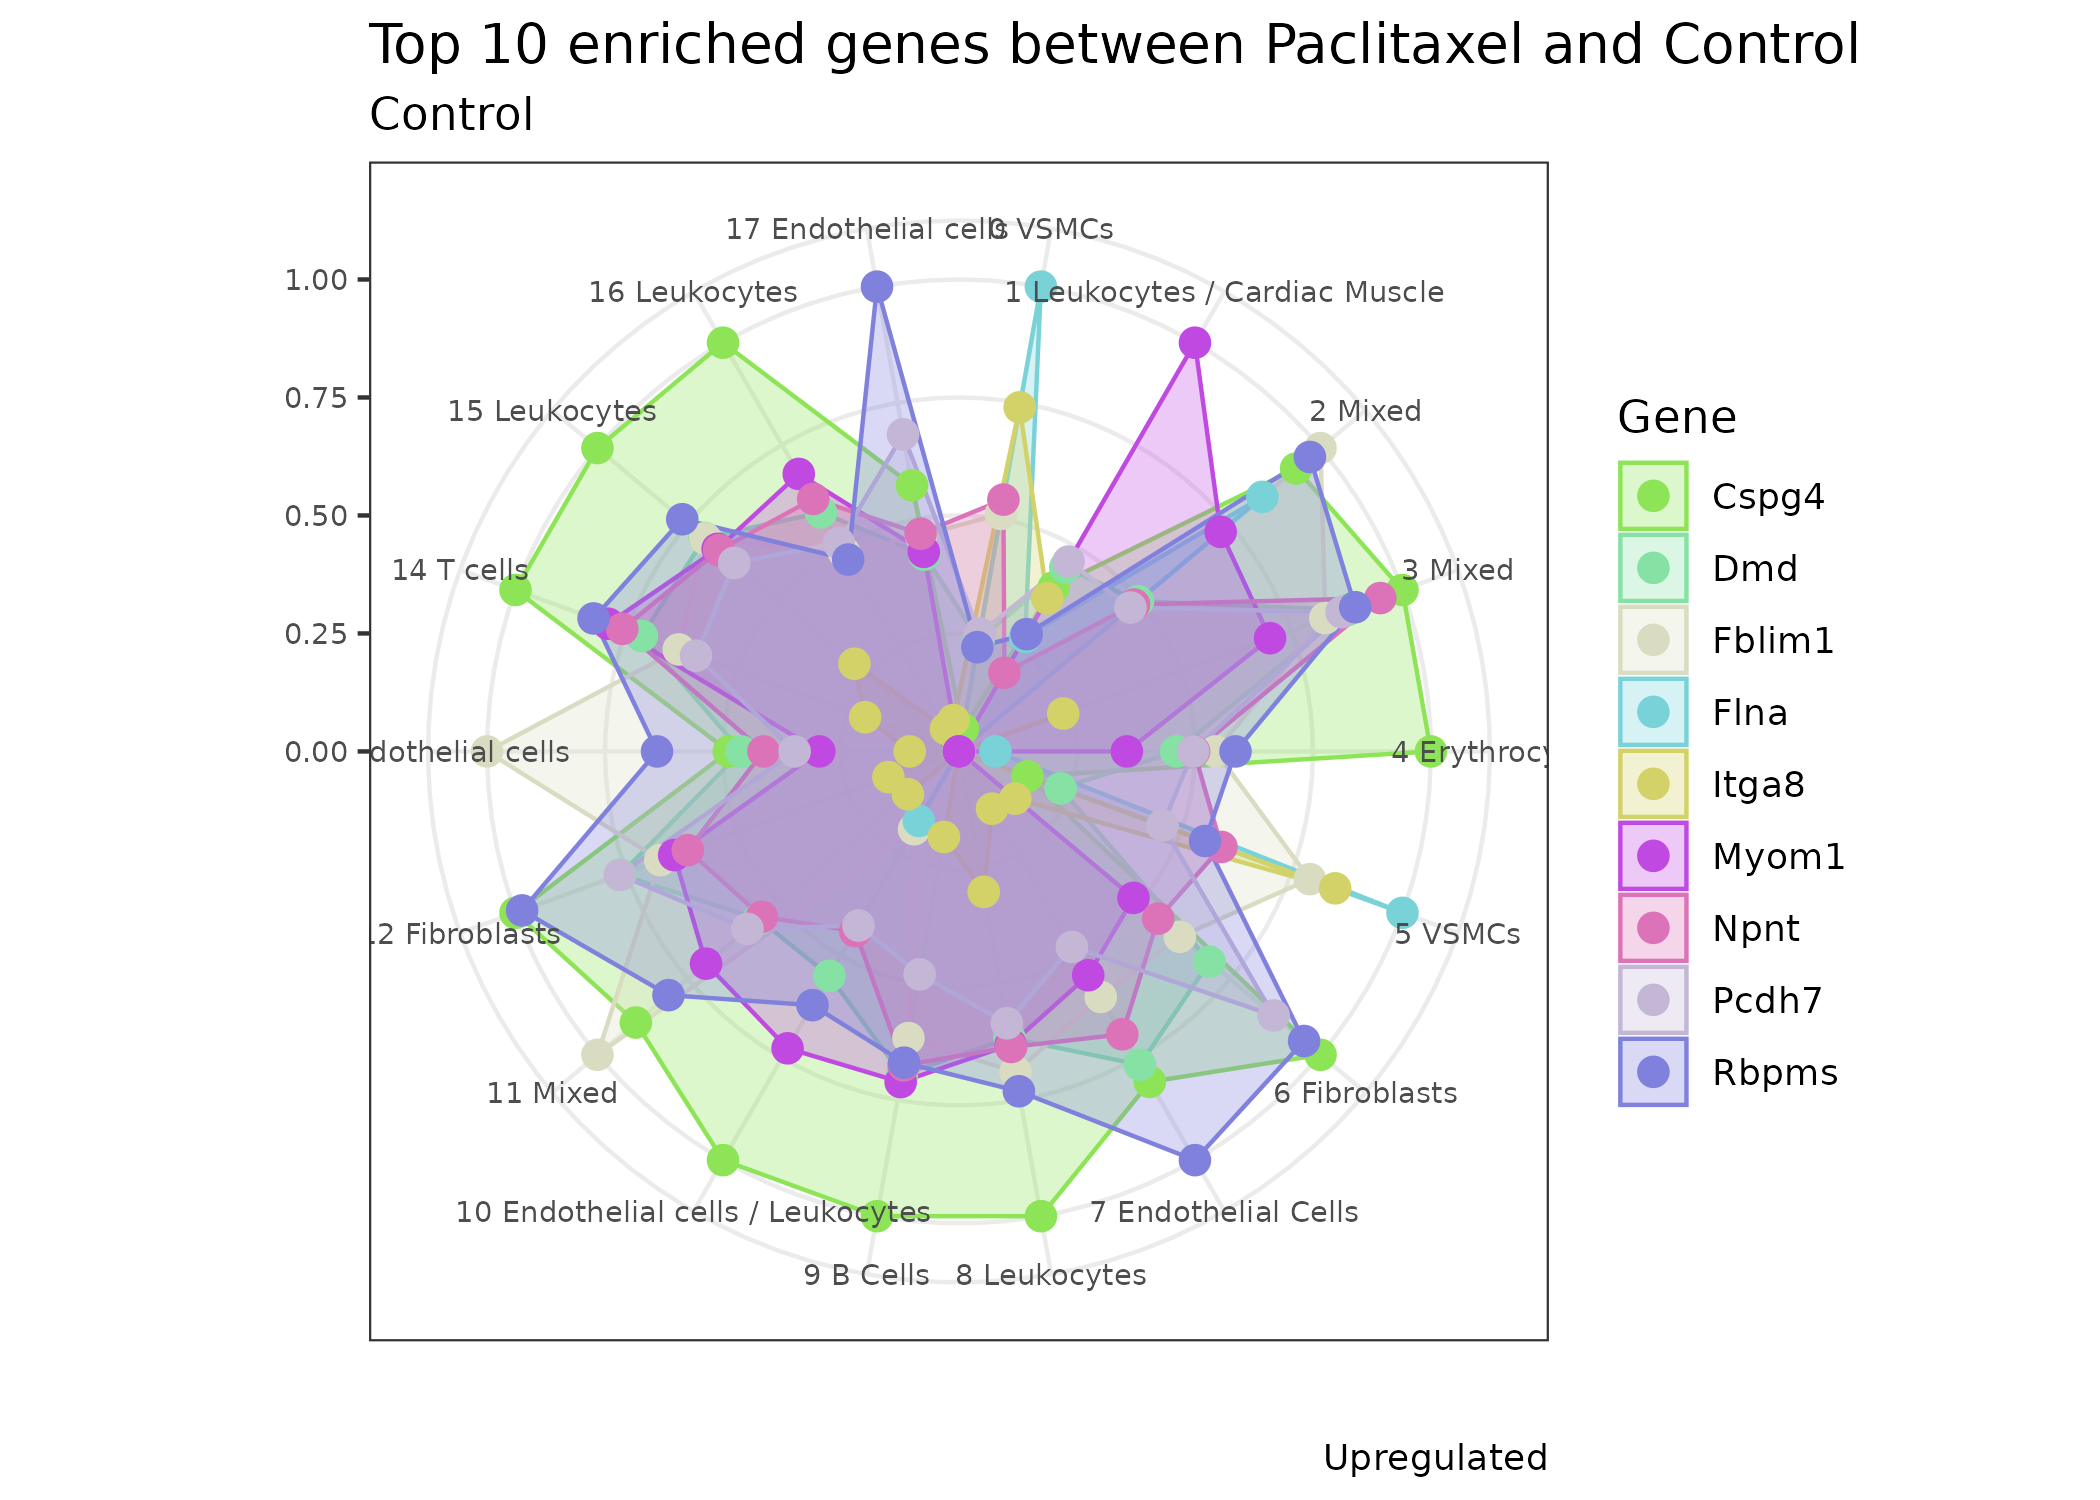 Top 10 enriched genes between Paclitaxel and Control
Control
17 Endothelial cells
0 VSMCs
1.00
16 Leukocytes
1 Leukocytes / Cardiac Muscle
0.75
15 Leukocytes
2 Mixed
Gene
Cspg4
0.50
14 T cells
3 Mixed
Dmd
0.25
Fblim1
Flna
0.00
dothelial cells
4 Erythrocy
Itga8
Myom1
2 Fibroblasts
5 VSMCs
Npnt
Pcdh7
11 Mixed
6 Fibroblasts
Rbpms
10 Endothelial cells / Leukocytes
7 Endothelial Cells
9 B Cells
8 Leukocytes
Upregulated